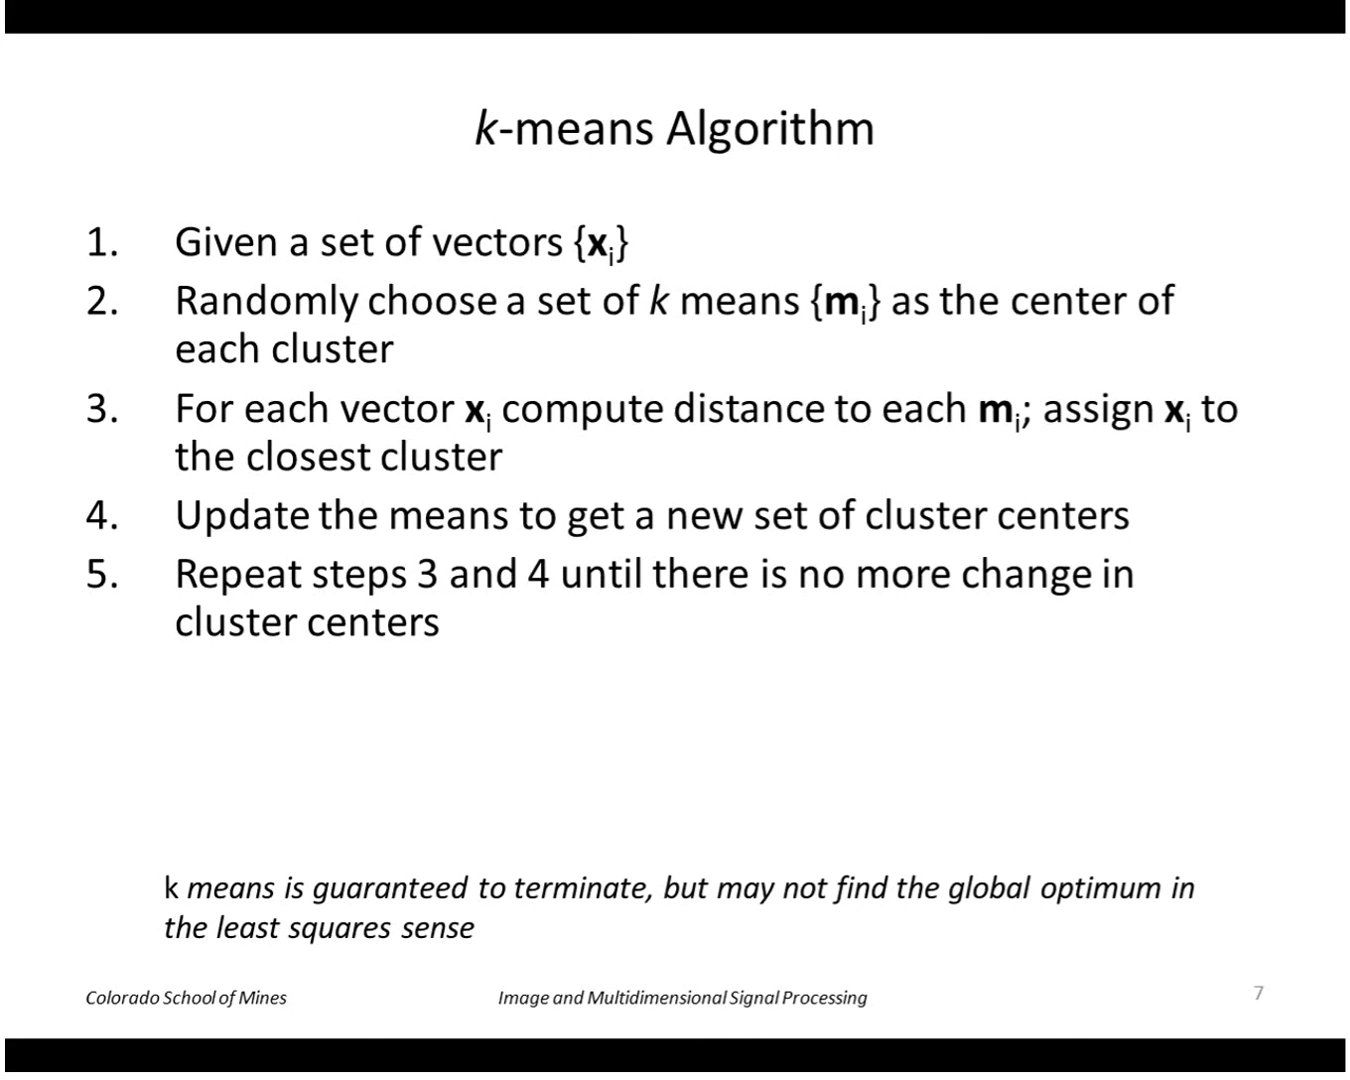 k-means Algorithm
1. Given a set of vectors {xi}
2. Randomly choose a set of k means {mi} as the center of
each cluster
3. For each vector xi compute distance to each mi; assign xi to
the closest cluster
4. Update the means to get a new set of cluster centers
5. Repeat steps 3 and 4 until there is no more change in
cluster centers
k means is guaranteed to terminate, but may not find the global optimum in
the least squares sense
Colorado School of Mines
Image and Multidimensional Signal Processing
7